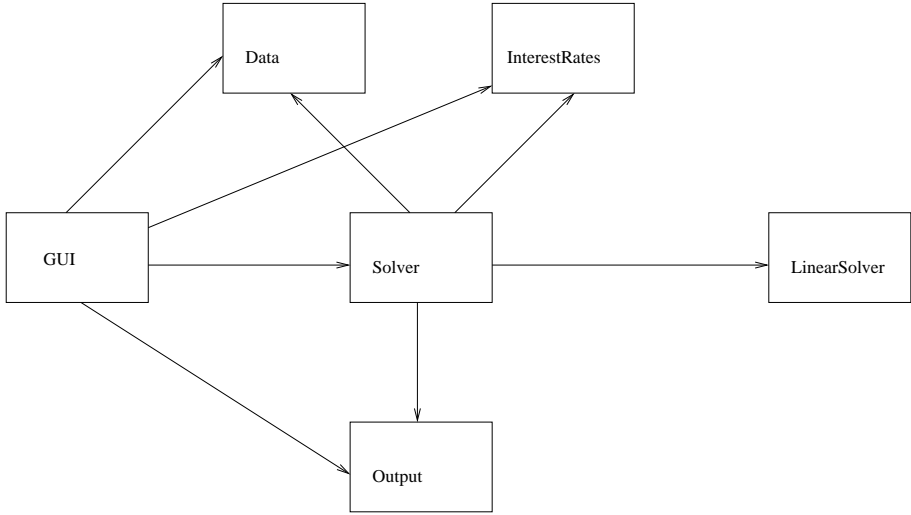 Data
InterestRates
GUI
Solver
LinearSolver
Output